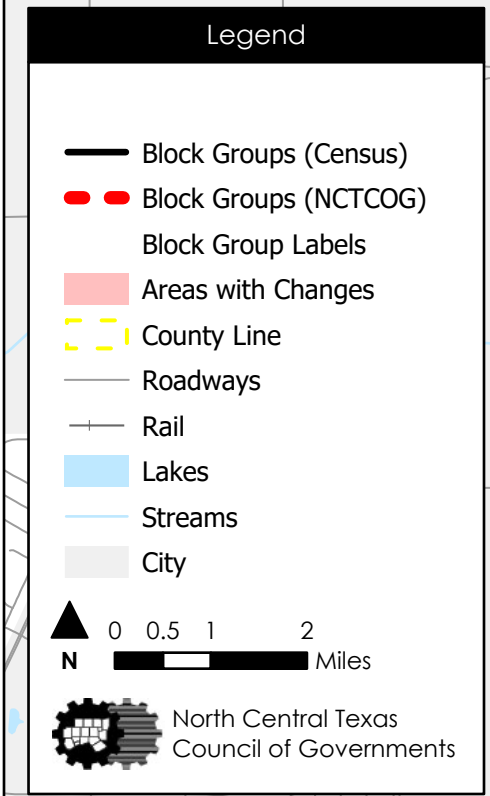 Legend
Block Groups (Census)
Block Groups (NCTCOG)
Block Group Labels
Areas with Changes
County Line
Roadways
Rail
Lakes
Streams
City
0 0.5 1 2
N Miles
North Central Texas
Council of Governments